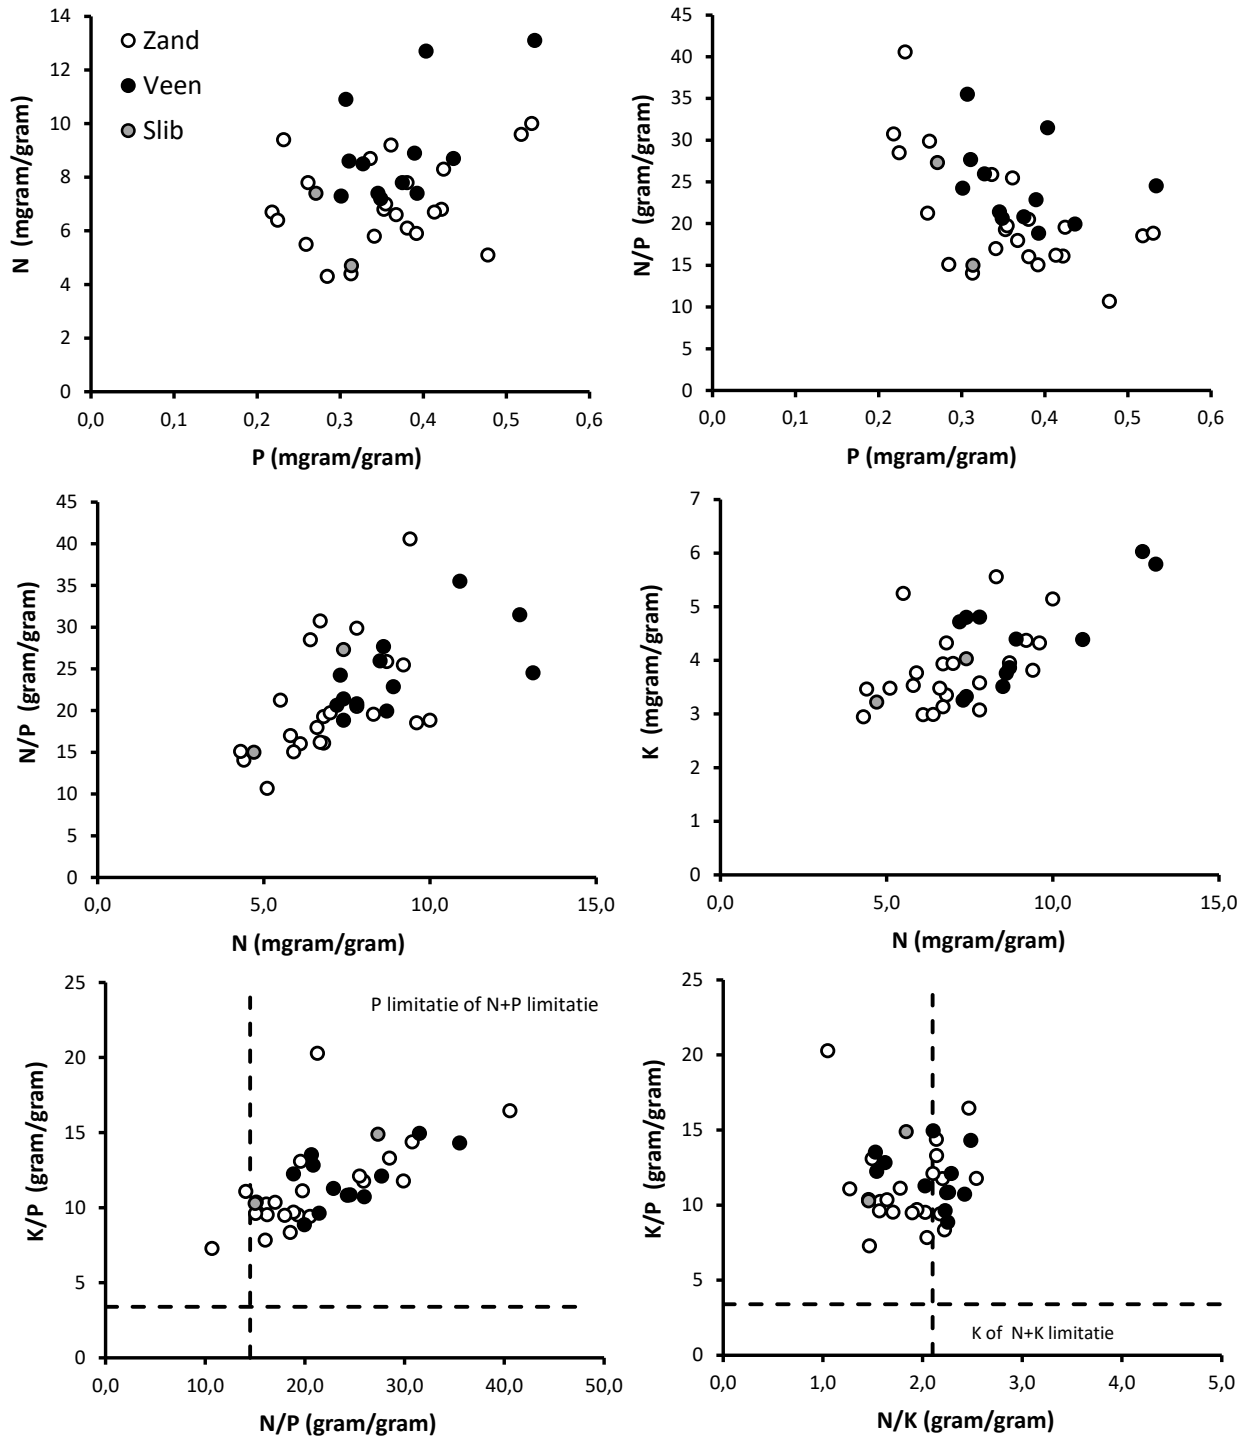 14
12
10
8
6
4
2
0
N (mgram/gram)
Zand
Veen
Slib
0,0 0,1 0,2 0,3 0,4 0,5 0,6
P (mgram/gram)
45
40
35
30
25
20
15
10
5
0
N/P (gram/gram)
0,0 0,1 0,2 0,3 0,4 0,5 0,6
P (mgram/gram)
45
40
35
30
25
20
15
10
5
0
N/P (gram/gram)
0,0 5,0 10,0 15,0
N (mgram/gram)
7
6
5
4
3
2
1
0
K (mgram/gram)
0,0 5,0 10,0 15,0
N (mgram/gram)
25
20
15
10
5
0
K/P (gram/gram)
P limitatie of N+P limitatie
0,0 10,0 20,0 30,0 40,0 50,0
N/P (gram/gram)
25
20
15
10
5
0
K/P (gram/gram)
K of N+K limitatie
0,0 1,0 2,0 3,0 4,0 5,0
N/K (gram/gram)